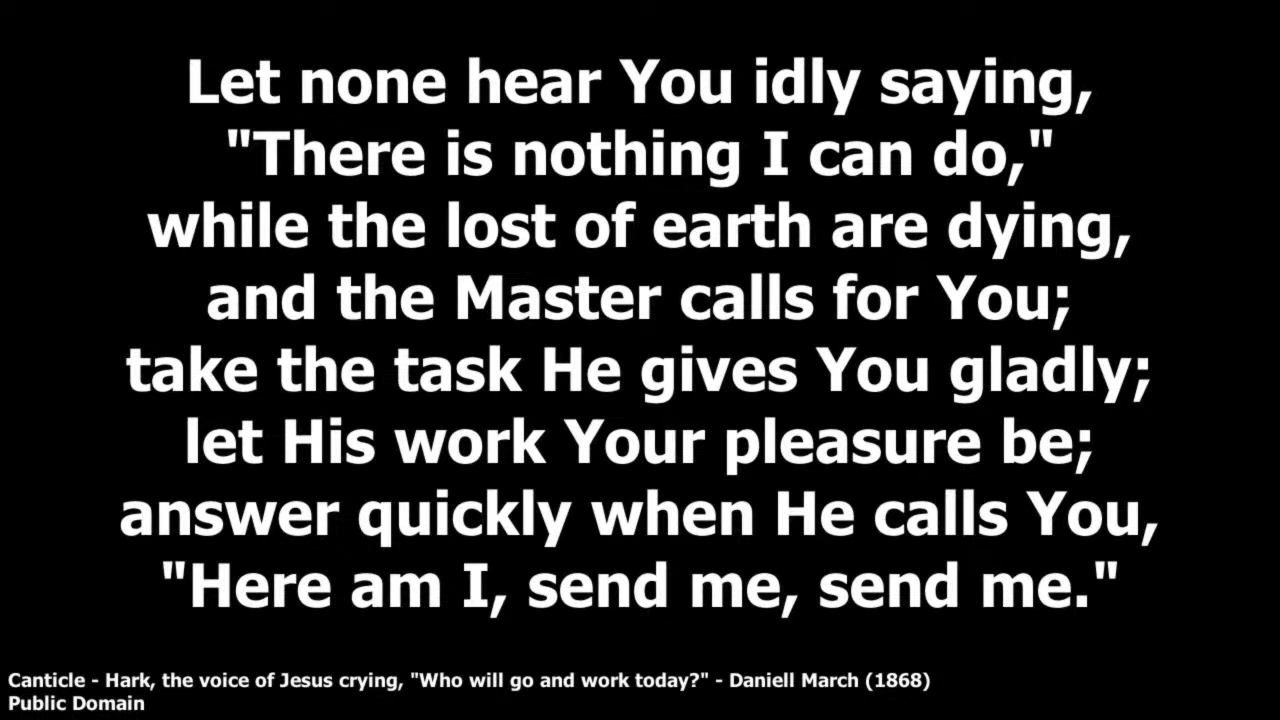 Let none hear You idly saying,
"There is nothing I can do,"
while the lost of earth are dying,
and the Master calls for You;
take the task He gives You gladly;
let His work Your pleasure be;
answer quickly when He calls You,
"Here am I, send me, send me."
Canticle - Hark, the voice of Jesus crying, "Who will go and work today?" - Daniell March (1868)
Public Domain